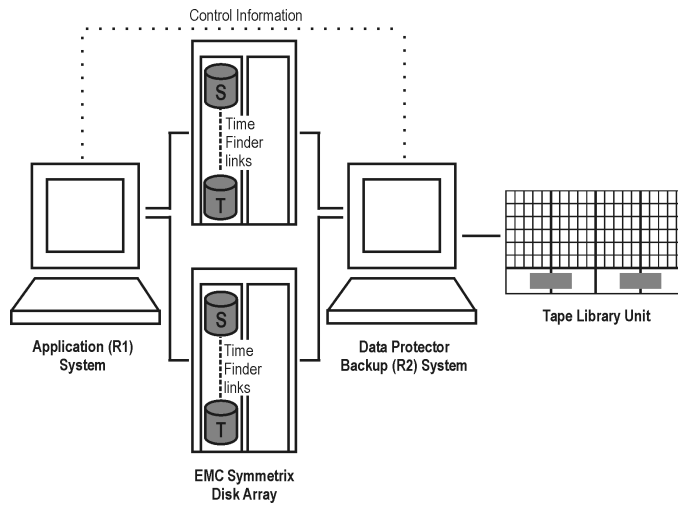 Control Information
S
Time
Finder
links
T
Application (R1)
System
S
Time
Finder
links
T
EMC Symmetrix
Disk Array
Data Protector
Backup (R2) System
Tape Library Unit